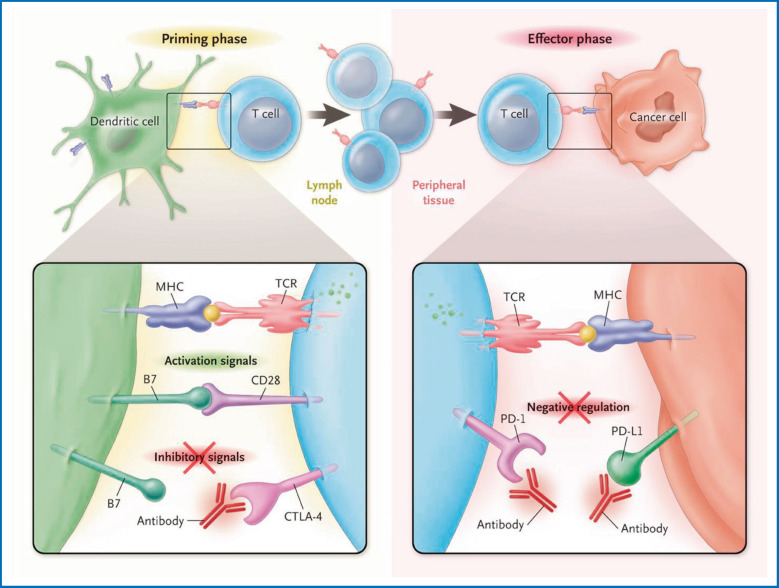 Priming phase
Effector phase
Dendritic cell
T cell
T cell
Cancer cell
Lymph
node
Peripheral
tissue
MHC
TCR
Activation signals
B7
CD28
Inhibitory signals
B7
Antibody
CTLA-4
TCR
MHC
Negative regulation
PD-1
PD-L1
Antibody
Antibody